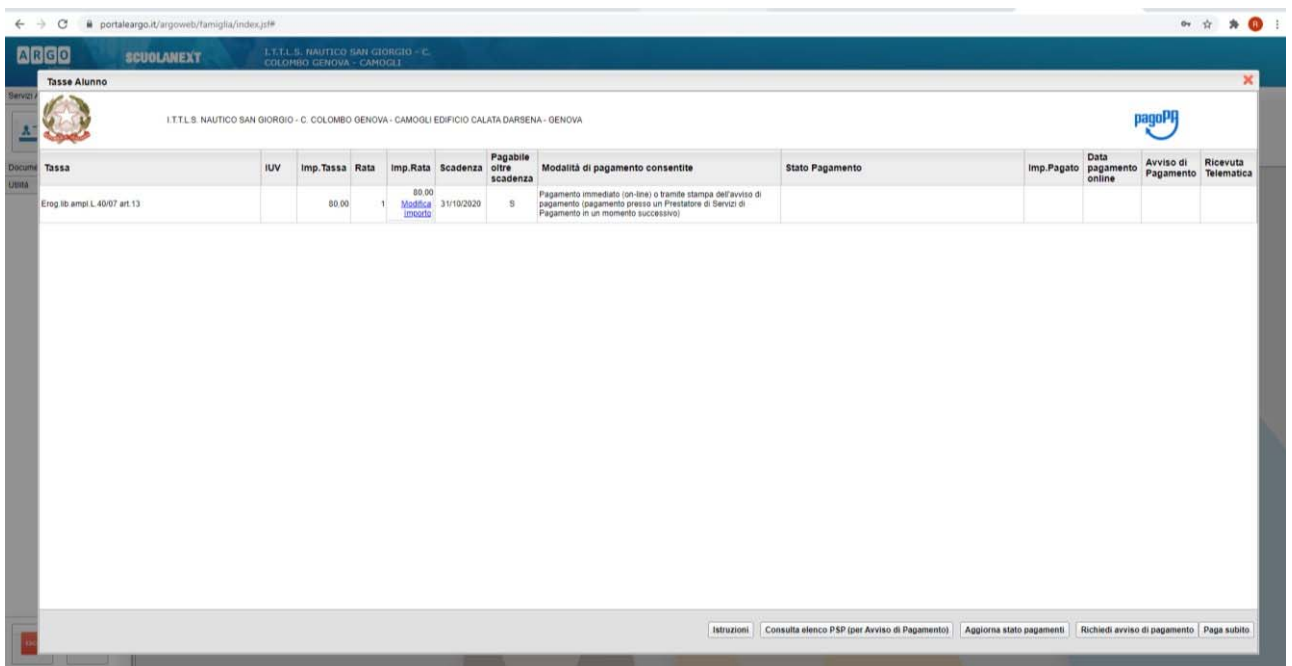 portaleargo.it/argoweb/famiglia/index.jsf#
R
ARGO
SCUOLANEXT
I.T.T.L.S. NAUTICO SAN GIORGIO - C.
COLOMBO GENOVA - CAMOGLI
Tasse Alunno
I.T.T.L.S. NAUTICO SAN GIORGIO - C. COLOMBO GENOVA - CAMOGLI EDIFICIO CALATA DARSENA - GENOVA
pagoPA
Tassa
IUV
Imp.Tassa
Rata
Imp.Rata
Scadenza
Pagabile
oltre
scadenza
Modalità di pagamento consentite
Stato Pagamento
Imp.Pagato
Data
pagamento
online
Avviso di
Pagamento
Ricevuta
Telematica
Erog.lib.ampl.L.40/07 art.13
80.00
1
80.00
Modifica
importo
31/10/2020
S
Pagamento immediato (on-line) o tramite stampa dell'avviso di
pagamento (pagamento presso un Prestatore di Servizi di
Pagamento in un momento successivo)
Istruzioni
Consulta elenco PSP (per Avviso di Pagamento)
Aggiorna stato pagamenti
Richiedi avviso di pagamento
Paga subito